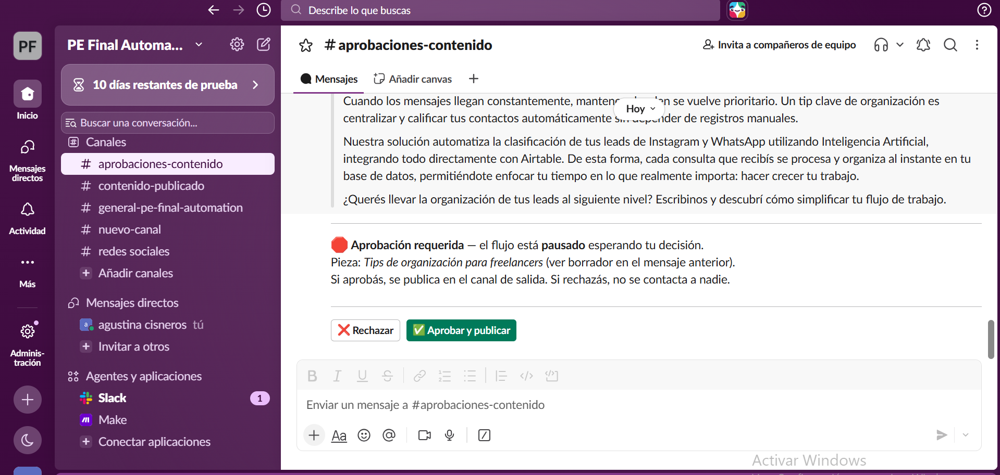 Describe lo que buscas
PF
Inicio
Mensajes
directos
Actividad
Más
Adminis-
tración
PE Final Automa...
10 días restantes de prueba
Buscar una conversación...
Canales
# aprobaciones-contenido
# contenido-publicado
# general-pe-final-automation
# nuevo-canal
# redes sociales
+ Añadir canales
Mensajes directos
a agustina cisneros tú
+ Invitar a otros
Agentes y aplicaciones
Slack 1
Make
+ Conectar aplicaciones
# aprobaciones-contenido
Invita a compañeros de equipo
Mensajes
Añadir canvas
Hoy
Cuando los mensajes llegan constantemente, se vuelve prioritario. Un tip clave de organización es
centralizar y calificar tus contactos automáticamente de registros manuales.
Nuestra solución automatiza la clasificación de tus leads de Instagram y WhatsApp utilizando Inteligencia Artificial,
integrando todo directamente con Airtable. De esta forma, cada consulta que recibís se procesa y organiza al instante en tu
base de datos, permitiéndote enfocar tu tiempo en lo que realmente importa: hacer crecer tu trabajo.
¿Querés llevar la organización de tus leads al siguiente nivel? Escribinos y descubrí cómo simplificar tu flujo de trabajo.
🛑 Aprobación requerida — el flujo está pausado esperando tu decisión.
Pieza: Tips de organización para freelancers (ver borrador en el mensaje anterior).
Si aprobás, se publica en el canal de salida. Si rechazás, no se contacta a nadie.
❌ Rechazar
✅ Aprobar y publicar
B I U S
Enviar un mensaje a #aprobaciones-contenido
+ Aa
Activar Windows